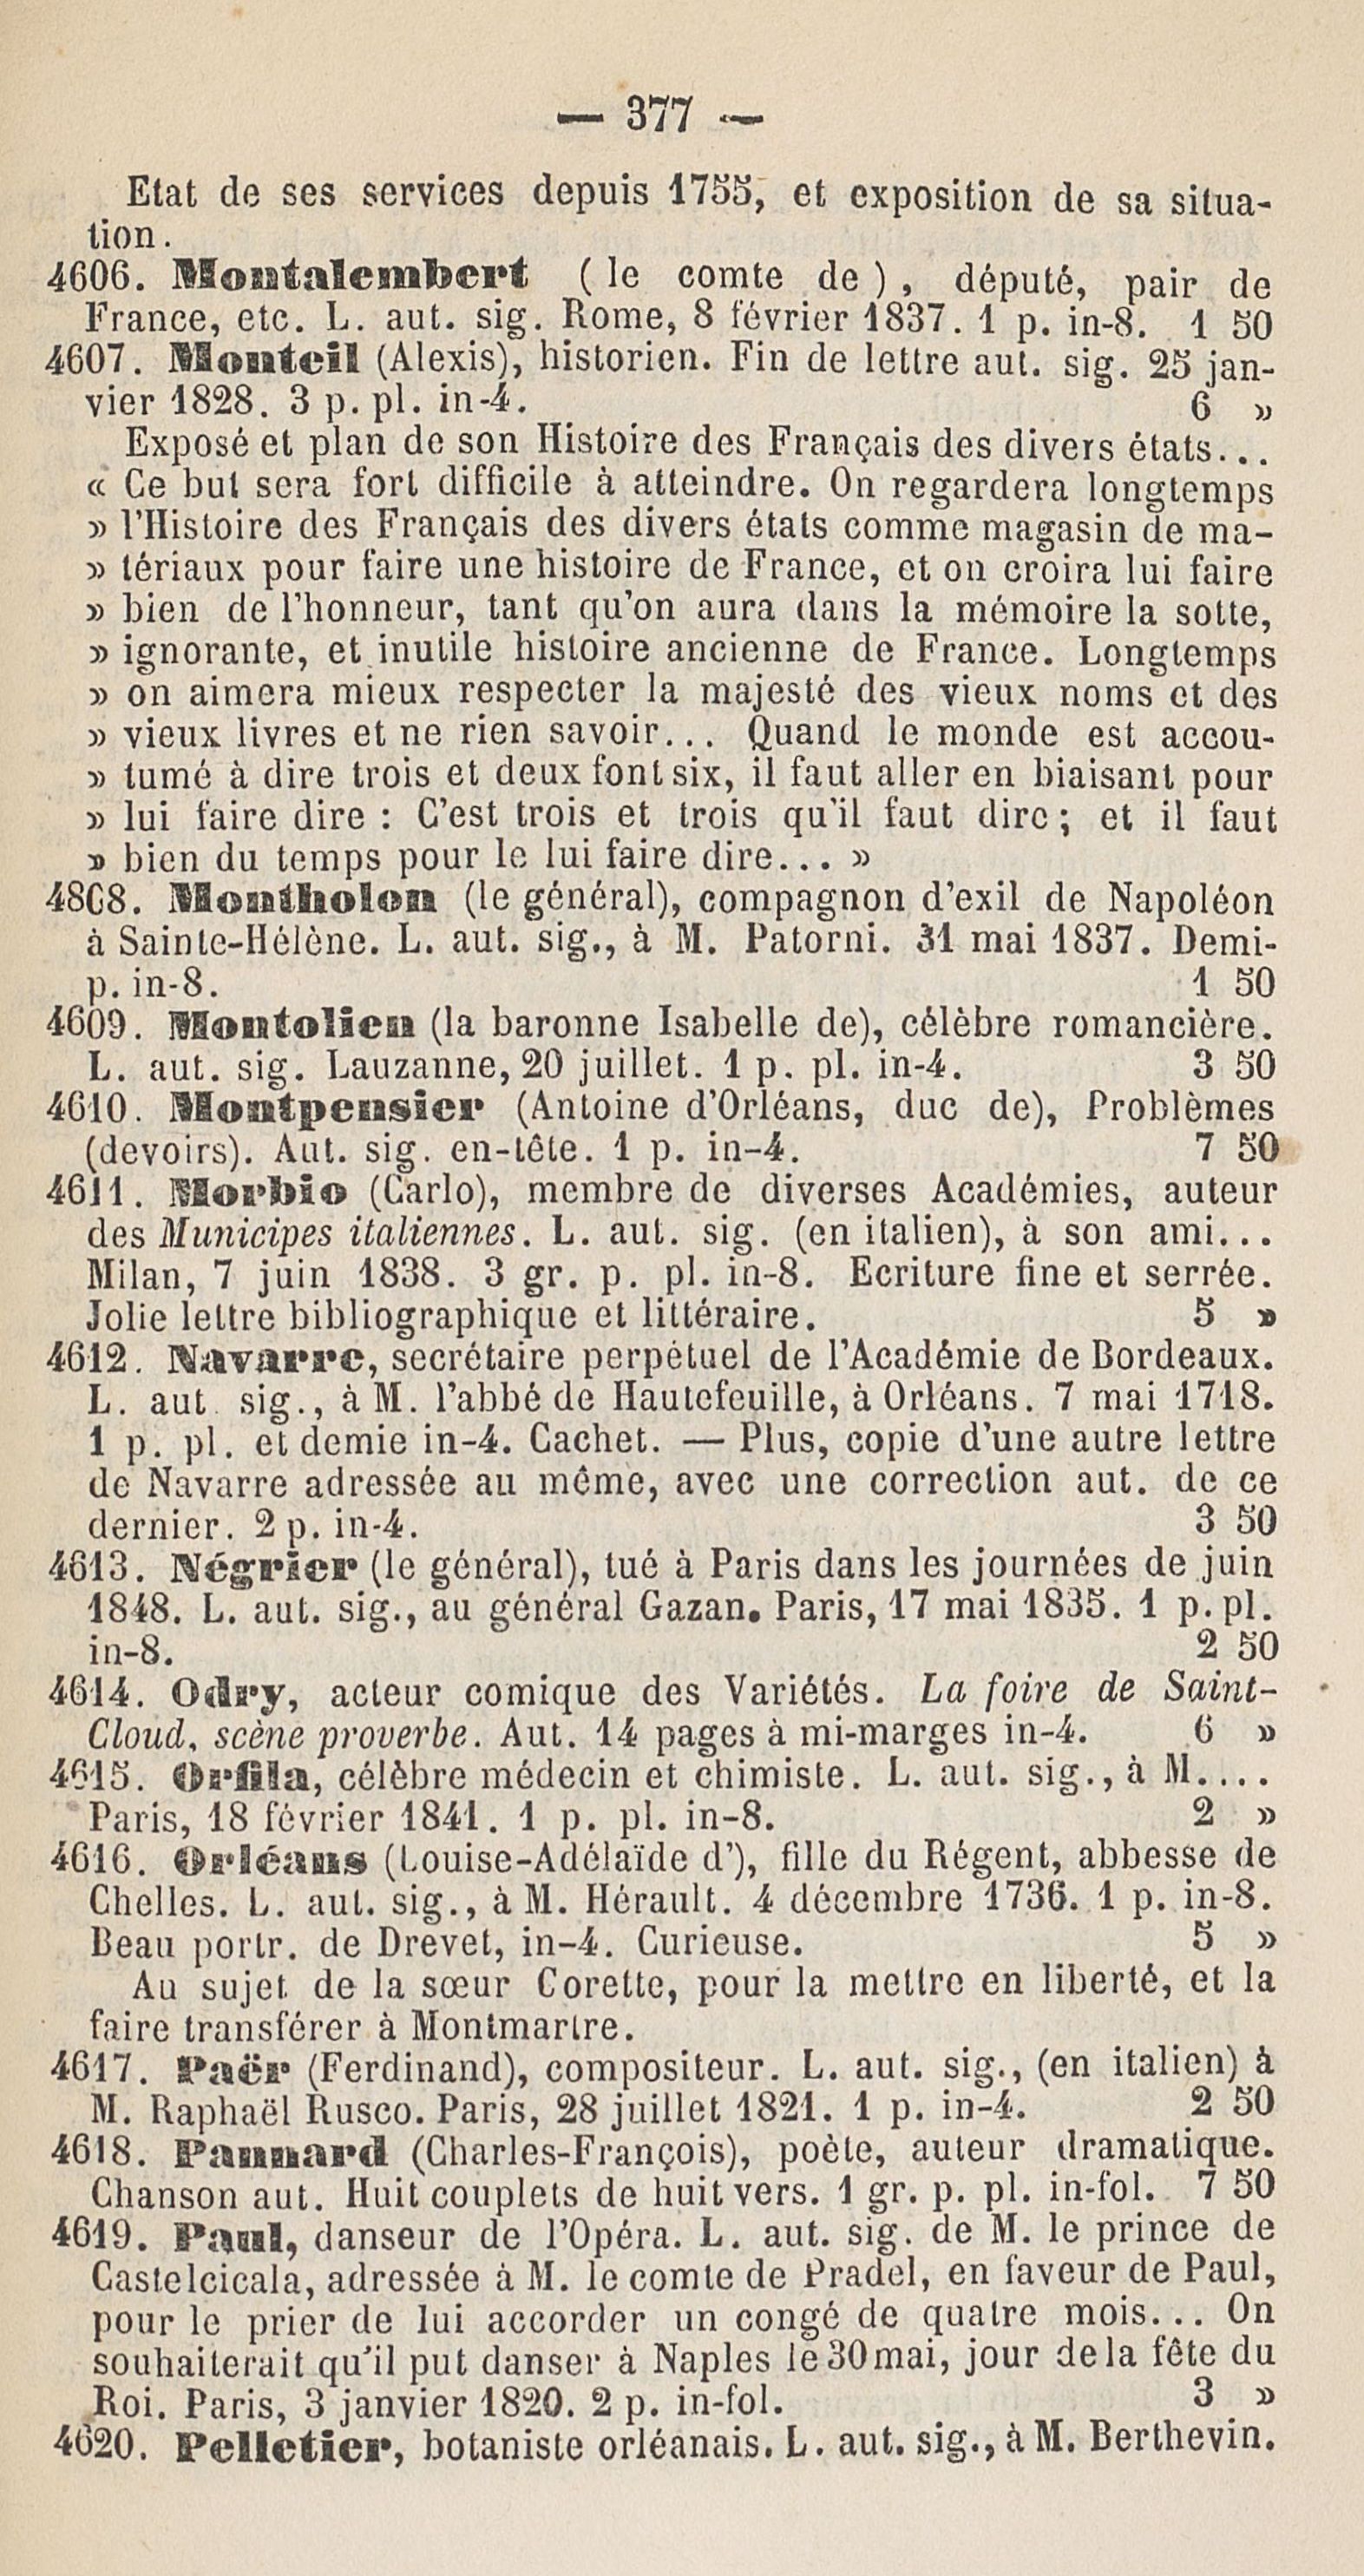 — 377 —
Etat de ses services depuis 1755, et exposition de sa situa-
tion.
4606. Montalembert (le comte de), député, pair de
France, etc. L. aut. sig. Rome, 8 février 1837. 1 p. in-8. 1 50
4607. Monteil (Alexis), historien. Fin de lettre aut. sig. 25 jan-
vier 1828. 3 p. pl. in-4. 6 »
Exposé et plan de son Histoire des Français des divers états...
« Ce but sera fort difficile à atteindre. On regardera longtemps
» l'Histoire des Français des divers états comme magasin de ma-
» tériaux pour faire une histoire de France, et on croira lui faire
» bien de l'honneur, tant qu'on aura dans la mémoire la sotte,
» ignorante, et inutile histoire ancienne de France. Longtemps
» on aimera mieux respecter la majesté des vieux noms et des
» vieux livres et ne rien savoir... Quand le monde est accou-
» tumé à dire trois et deux font six, il faut aller en biaisant pour
» lui faire dire : C'est trois et trois qu'il faut dire; et il faut
» bien du temps pour le lui faire dire... »
4808. Montholon (le général), compagnon d'exil de Napoléon
à Sainte-Hélène. L. aut. sig., à M. Patorni. 31 mai 1837. Demi-
p. in-8. 1 50
4609. Montolieu (la baronne Isabelle de), célèbre romancière.
L. aut. sig. Lauzanne, 20 juillet. 1 p. pl. in-4. 3 50
4610. Montpensier (Antoine d'Orléans, duc de), Problèmes
(devoirs). Aut. sig. en-tête. 1 p. in-4. 7 50
4611. Morbio (Carlo), membre de diverses Académies, auteur
des Municipes italiennes. L. aut. sig. (en italien), à son ami...
Milan, 7 juin 1838. 3 gr. p. pl. in-8. Ecriture fine et serrée.
Jolie lettre bibliographique et littéraire. 5 »
4612. Navarre, secrétaire perpétuel de l'Académie de Bordeaux.
L. aut. sig., à M. l'abbé de Hautefeuille, à Orléans. 7 mai 1718.
1 p. pl. et demie in-4. Cachet. — Plus, copie d'une autre lettre
de Navarre adressée au même, avec une correction aut. de ce
dernier. 2 p. in-4. 3 50
4613. Négrier (le général), tué à Paris dans les journées de juin
1848. L. aut. sig., au général Gazan. Paris, 17 mai 1835. 1 p. pl.
in-8. 2 50
4614. Odry, acteur comique des Variétés. La foire de Saint-
Cloud, scène proverbe. Aut. 14 pages à mi-marges in-4. 6 »
4615. Orfila, célèbre médecin et chimiste. L. aut. sig., à M....
Paris, 18 février 1841. 1 p. pl. in-8. 2 »
4616. Orléans (Louise-Adélaïde d'), fille du Régent, abbesse de
Chelles. L. aut. sig., à M. Hérault. 4 décembre 1736. 1 p. in-8.
Beau portr. de Drevet, in-4. Curieuse. 5 »
Au sujet de la sœur Corette, pour la mettre en liberté, et la
faire transférer à Montmartre.
4617. Paër (Ferdinand), compositeur. L. aut. sig., (en italien) à
M. Raphaël Rusco. Paris, 28 juillet 1821. 1 p. in-4. 2 50
4618. Pannard (Charles-François), poète, auteur dramatique.
Chanson aut. Huit couplets de huit vers. 1 gr. p. pl. in-fol. 7 50
4619. Paul, danseur de l'Opéra. L. aut. sig. de M. le prince de
Castelcicala, adressée à M. le comte de Pradel, en faveur de Paul,
pour le prier de lui accorder un congé de quatre mois... On
souhaiterait qu'il put danser à Naples le 30 mai, jour de la fête du
Roi. Paris, 3 janvier 1820. 2 p. in-fol. 3 »
4620. Pelletier, botaniste orléanais. L. aut. sig., à M. Berthevin.